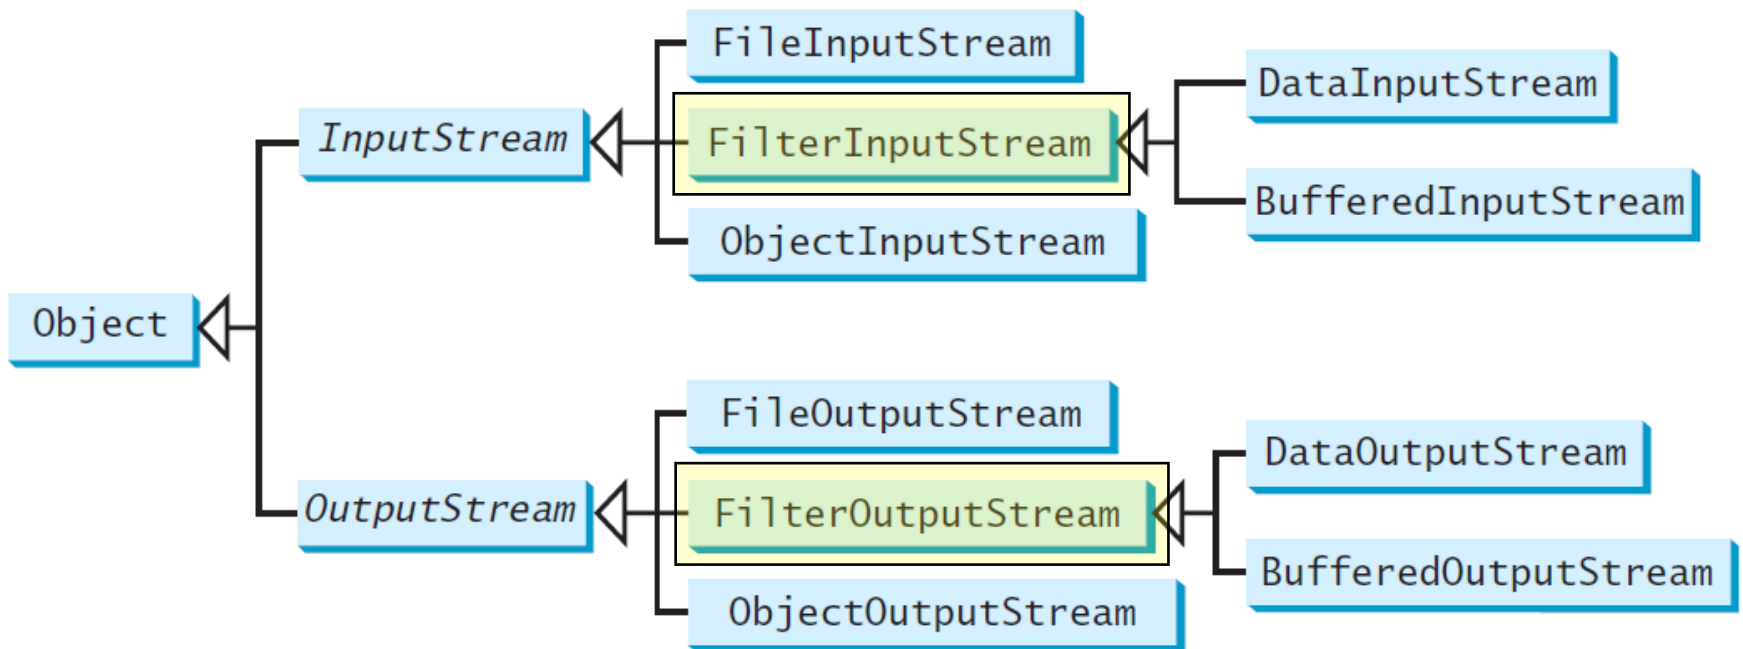 FileInputStream
DataInputStream
InputStream
FilterInputStream
BufferedInputStream
ObjectInputStream
Object
FileOutputStream
DataOutputStream
OutputStream
FilterOutputStream
BufferedOutputStream
ObjectOutputStream